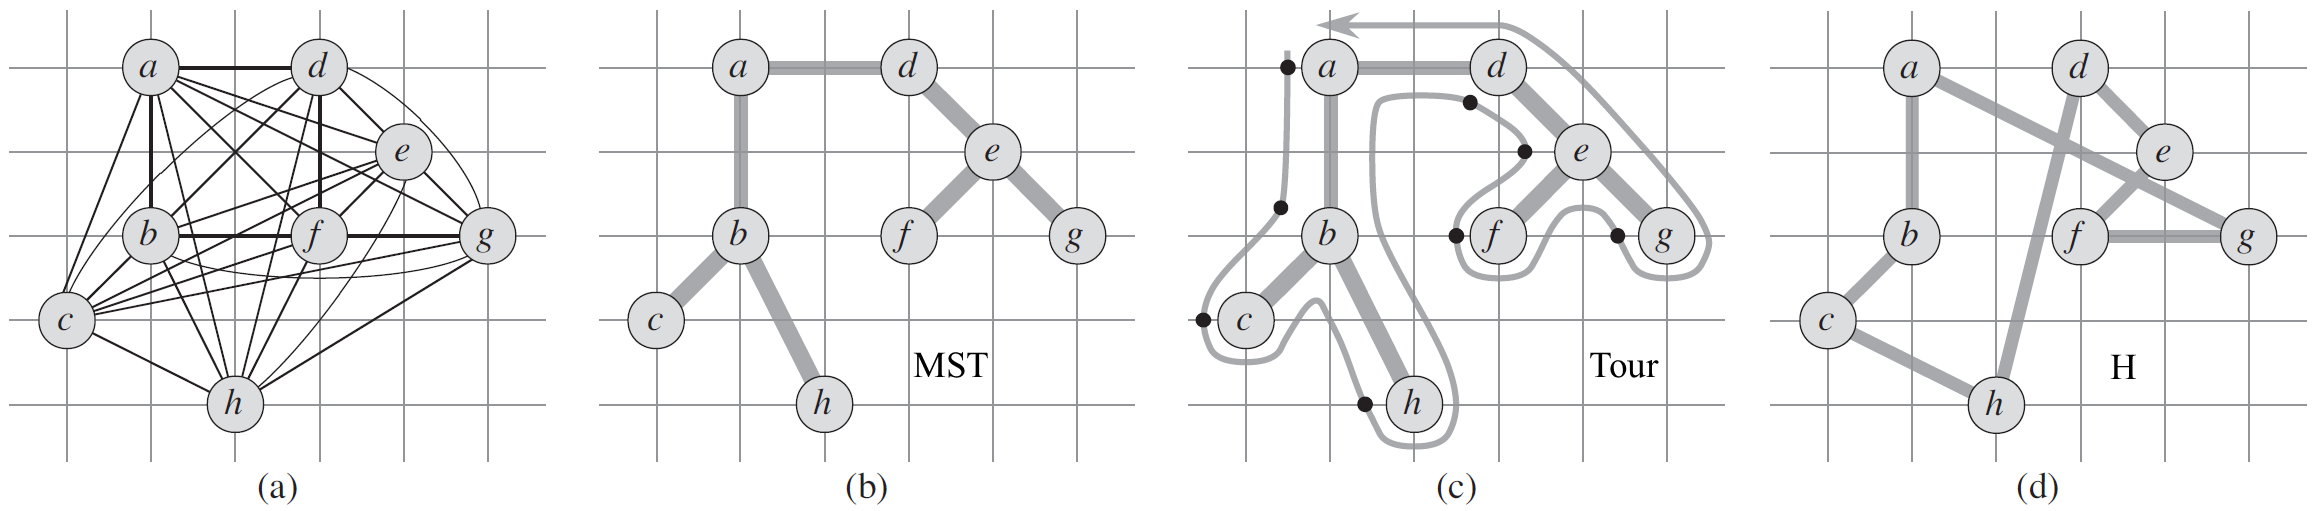 a d a d a d a d
e e e e
b f g b f g b f g b f g
c c c c
MST Tour H
h h h h
(a) (b) (c) (d)